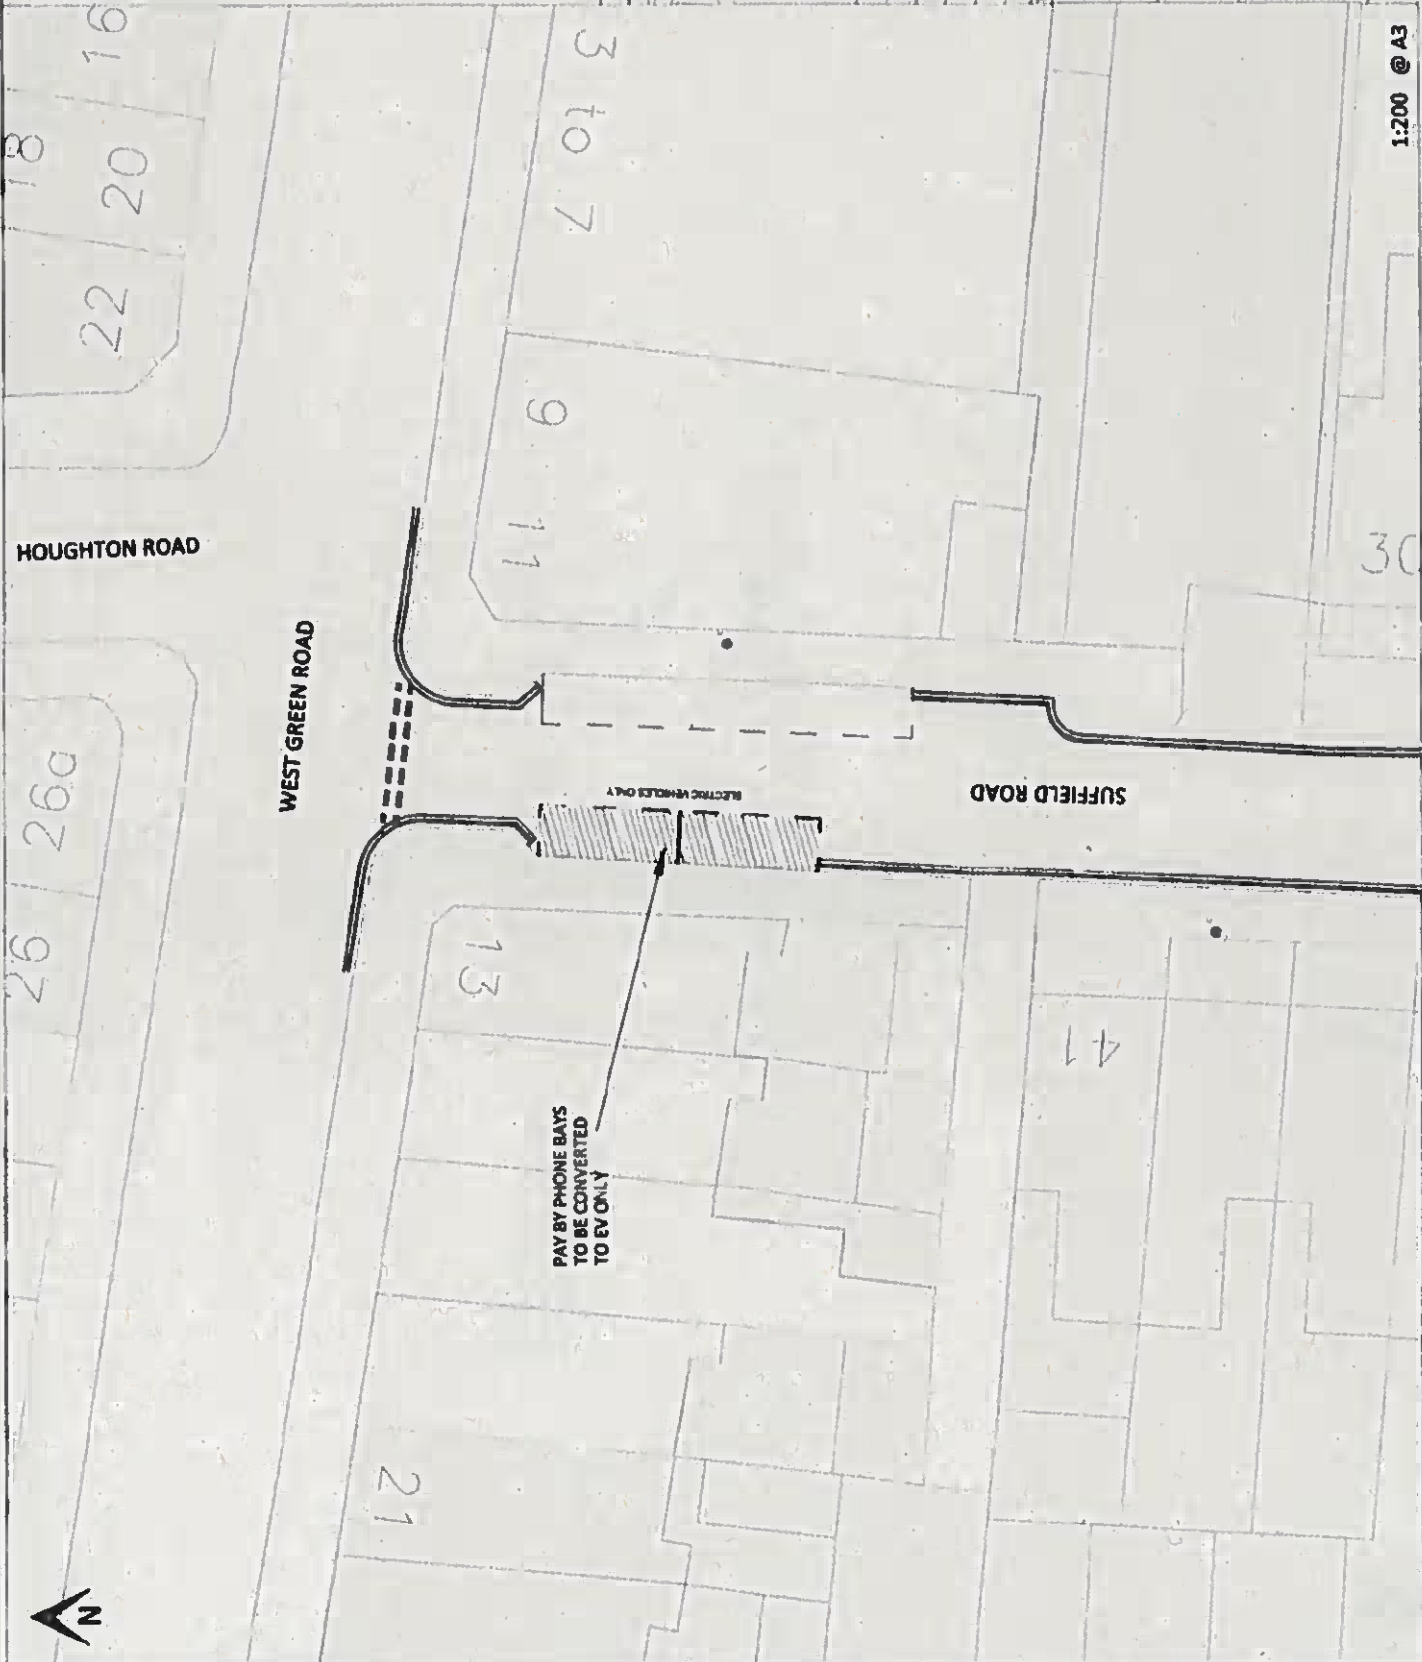 16
18
20
22
3 to 7
9
11
HOUGHTON ROAD
WEST GREEN ROAD
26a
26
13
ELECTRIC VEHICLES ONLY
SUFFIELD ROAD
30
41
PAY BY PHONE BAYS
TO BE CONVERTED
TO EV ONLY
21
N
1:200 @ A3